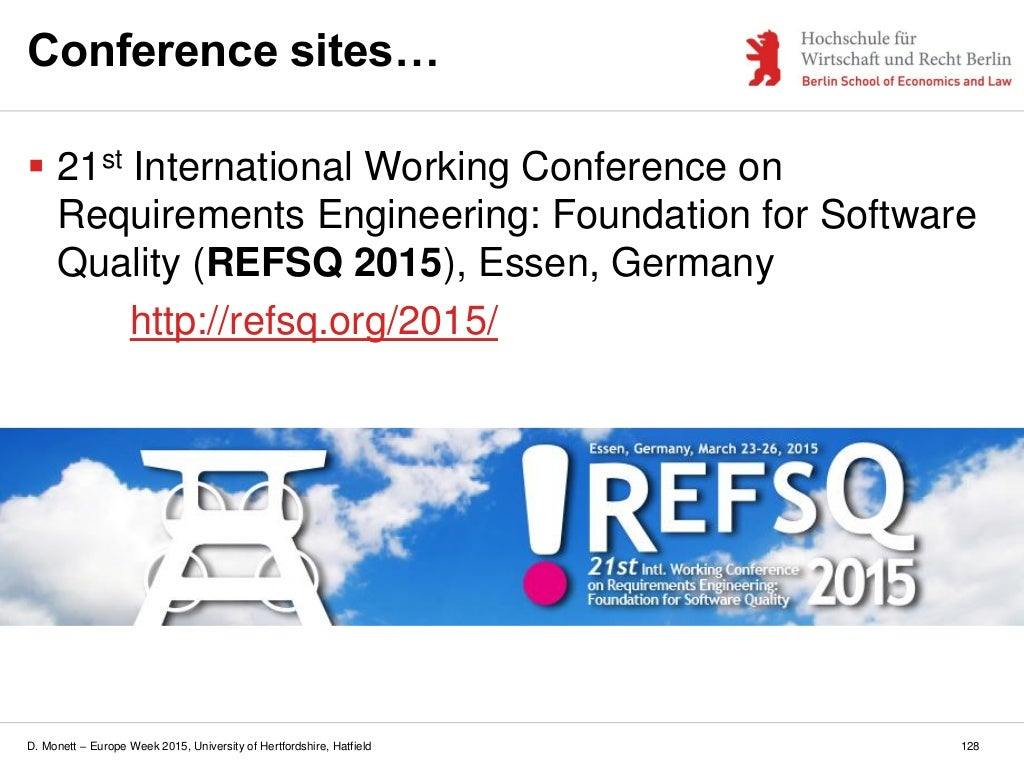 Conference sites…
Hochschule für
Wirtschaft und Recht Berlin
Berlin School of Economics and Law
21st International Working Conference on
Requirements Engineering: Foundation for Software
Quality (REFSQ 2015), Essen, Germany
http://refsq.org/2015/
Essen, Germany, March 23-26, 2015
!REFSQ
21st Intl. Working Conference
on Requirements Engineering:
Foundation for Software Quality
2015
D. Monett – Europe Week 2015, University of Hertfordshire, Hatfield
128